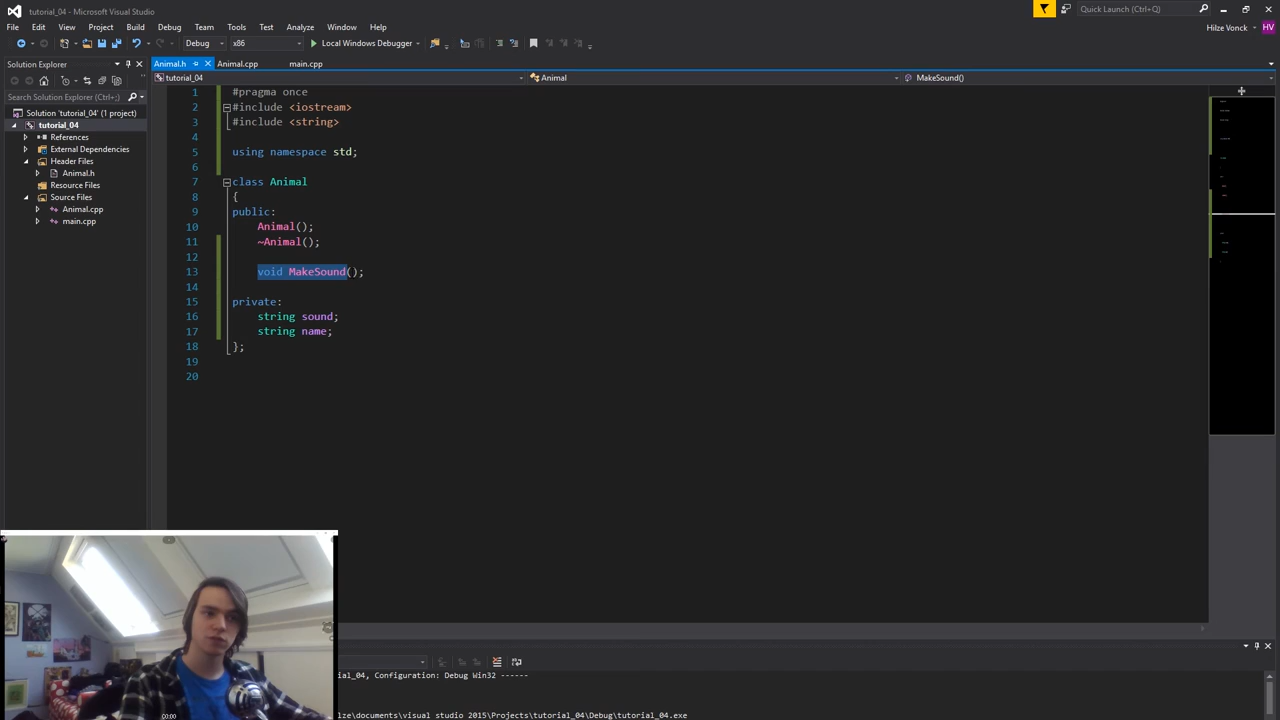 tutorial_04 - Microsoft Visual Studio
Quick Launch (Ctrl+Q)
File Edit View Project Build Debug Team Tools Test Analyze Window Help
Hilze Vonck HV
Debug x86 Local Windows Debugger
Solution Explorer
Animal.h Animal.cpp main.cpp
tutorial_04 Animal MakeSound()
Search Solution Explorer (Ctrl+;)
Solution 'tutorial_04' (1 project)
tutorial_04
References
External Dependencies
Header Files
Animal.h
Resource Files
Source Files
Animal.cpp
main.cpp
1 #pragma once
2 #include <iostream>
3 #include <string>
4
5 using namespace std;
6
7 class Animal
8 {
9 public:
10 Animal();
11 ~Animal();
12
13 void MakeSound();
14
15 private:
16 string sound;
17 string name;
18 };
19
20
rial_04, Configuration: Debug Win32 ------
lze\documents\visual studio 2015\Projects\tutorial_04\Debug\tutorial_04.exe
00:00